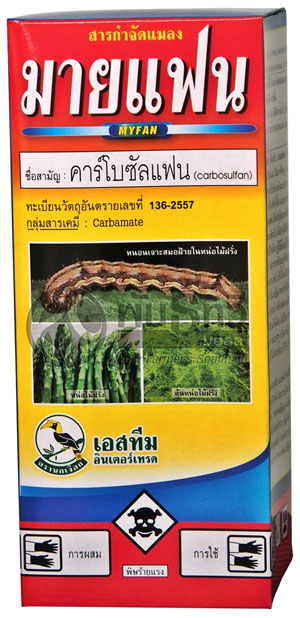 สารกำจัดแมลง
มายแฟน
MYFAN
ชื่อสามัญ : คาร์โบซัลแฟน (carbosulfan)
ทะเบียนวัตถุอันตรายเลขที่ 136-2557
กลุ่มสารเคมี : Carbamate
หนอนเจาะสมอฝ้ายในหน่อไม้ฝรั่ง
หน่อไม้ฝรั่ง
ต้นหน่อไม้ฝรั่ง
ตรานกเงือก
เอสทีม
อินเตอร์เทรด
การผสม
พิษร้ายแรง
การใช้